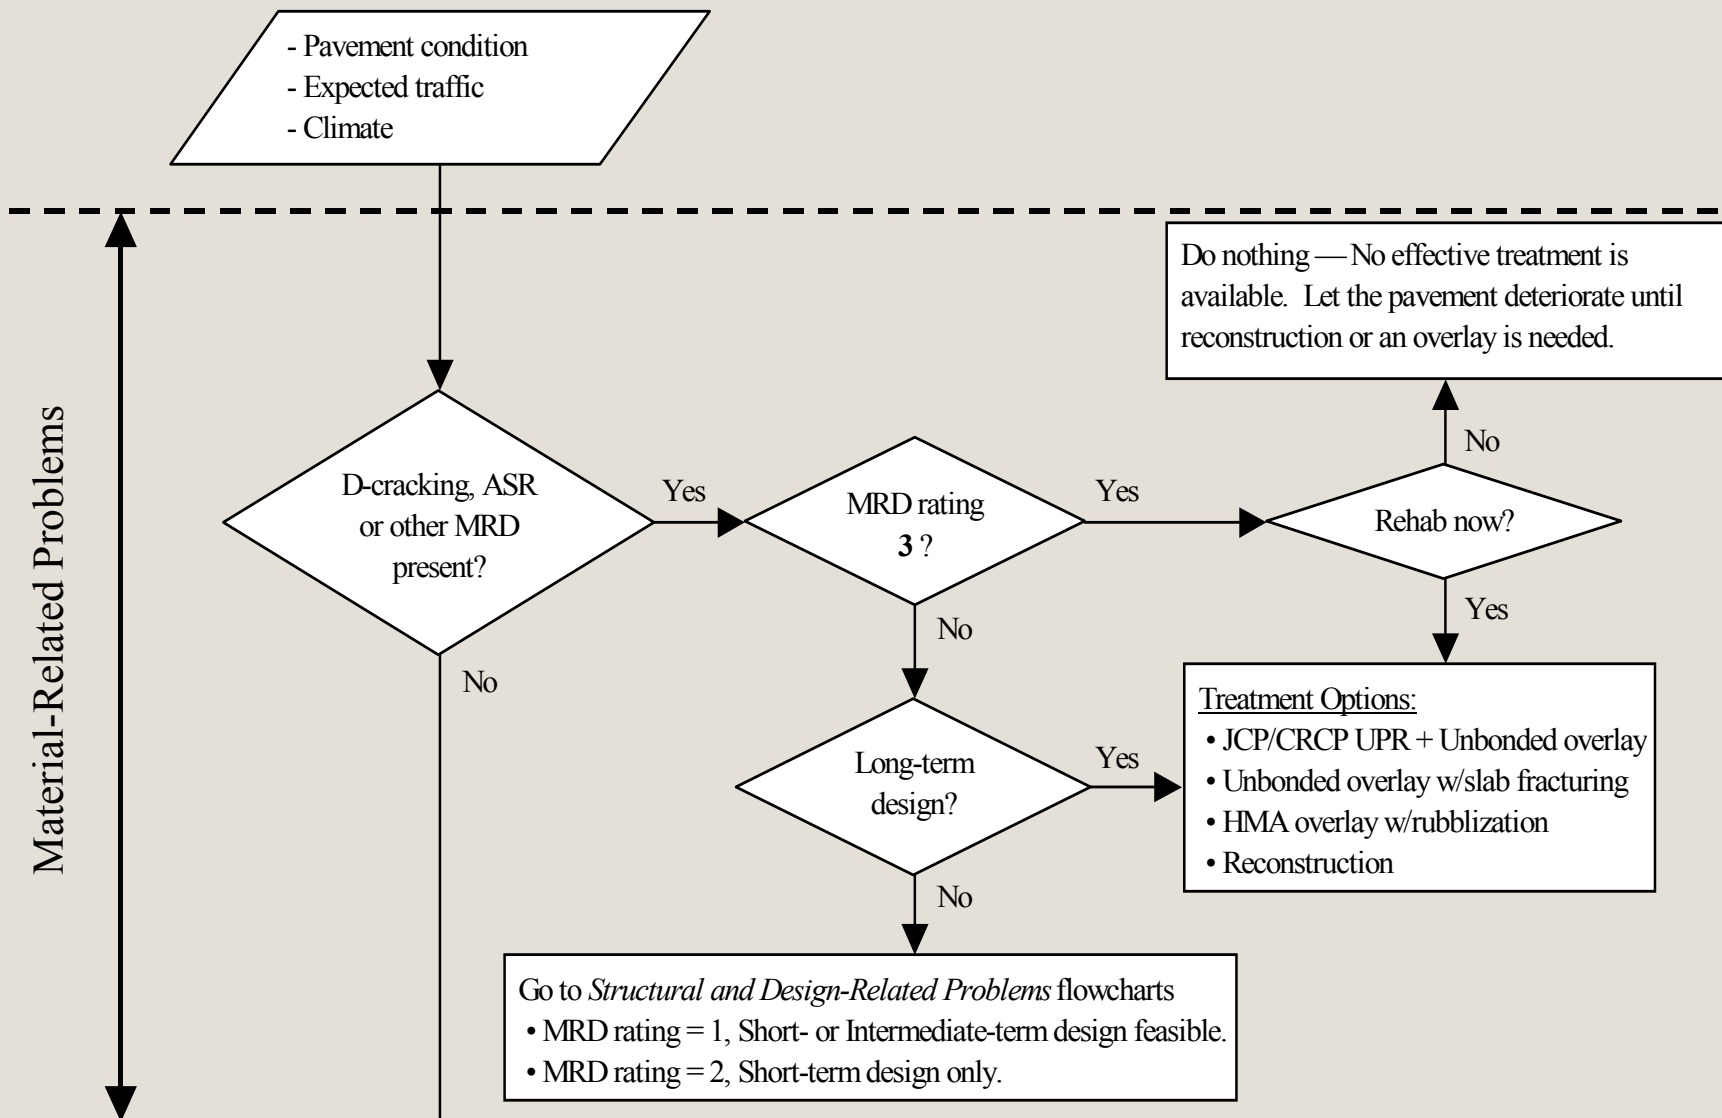 - Pavement condition
- Expected traffic
- Climate
Do nothing — No effective treatment is
available. Let the pavement deteriorate until
reconstruction or an overlay is needed.
Material-Related Problems
D-cracking, ASR
or other MRD
present?
Yes
No
MRD rating
3 ?
Yes
No
Rehab now?
No
Yes
Long-term
design?
Yes
No
Treatment Options:
• JCP/CRCP UPR + Unbonded overlay
• Unbonded overlay w/slab fracturing
• HMA overlay w/rubblization
• Reconstruction
Go to Structural and Design-Related Problems flowcharts
• MRD rating = 1, Short- or Intermediate-term design feasible.
• MRD rating = 2, Short-term design only.